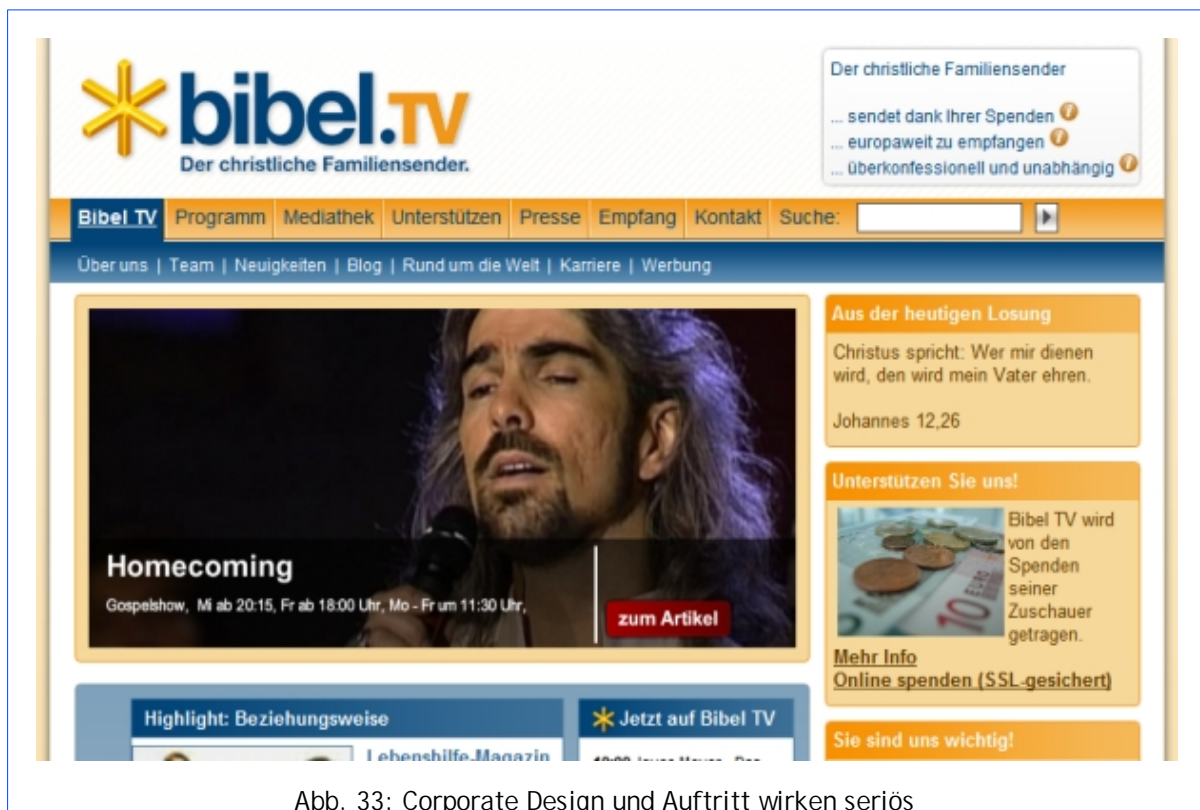 bibel.TV
Der christliche Familiensender.
Der christliche Familiensender
... sendet dank Ihrer Spenden
... europaweit zu empfangen
... überkonfessionell und unabhängig
Bibel TV Programm Mediathek Unterstützen Presse Empfang Kontakt Suche:
Über uns | Team | Neuigkeiten | Blog | Rund um die Welt | Karriere | Werbung
Homecoming
Gospelshow, Mi ab 20:15, Fr ab 18:00 Uhr, Mo - Fr um 11:30 Uhr,
zum Artikel
Aus der heutigen Losung
Christus spricht: Wer mir dienen
wird, den wird mein Vater ehren.
Johannes 12,26
Unterstützen Sie uns!
Bibel TV wird
von den
Spenden
seiner
Zuschauer
getragen.
Mehr Info
Online spenden (SSL-gesichert)
10 EURO
Highlight: Beziehungsweise
Lebenshilfe-Magazin
Jetzt auf Bibel TV
Sie sind uns wichtig!
Abb. 33: Corporate Design und Auftritt wirken seriös